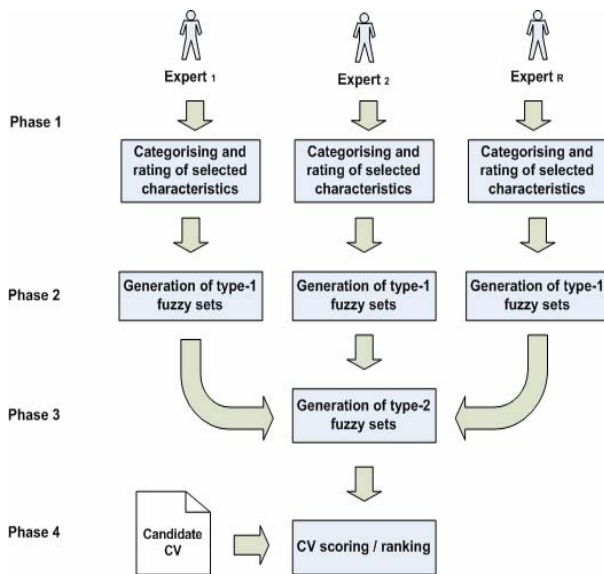 Expert 1
Expert 2
Expert R
Phase 1
Categorising and
rating of selected
characteristics
Categorising and
rating of selected
characteristics
Categorising and
rating of selected
characteristics
Phase 2
Generation of type-1
fuzzy sets
Generation of type-1
fuzzy sets
Generation of type-1
fuzzy sets
Phase 3
Generation of type-2
fuzzy sets
Phase 4
Candidate
CV
CV scoring / ranking